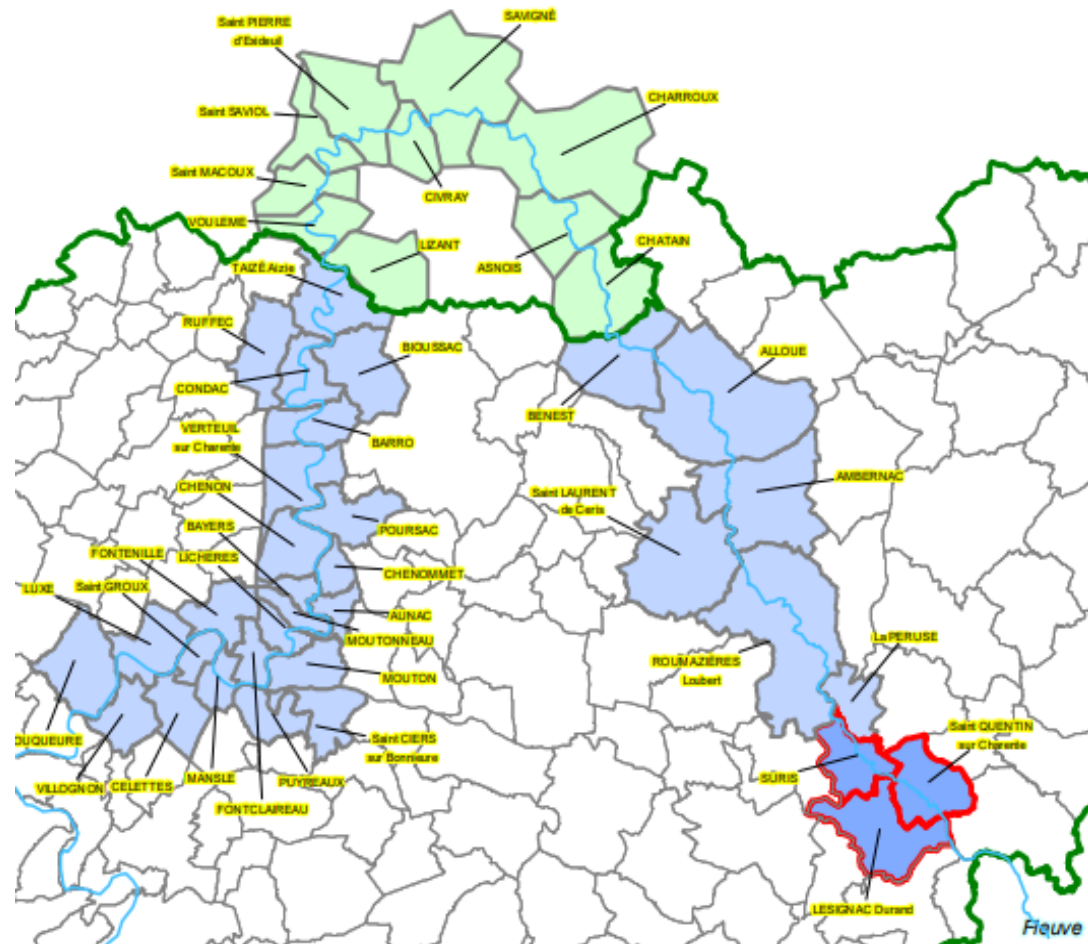 SAVIGNÉ
Saint PIERRE
d'Exideuil
CHARROUX
Saint SAVIOL
Saint MACOUX
CIVRAY
VOULEME
LIZANT
CHATAIN
ASNOIS
TAIZÉ Aizie
RUFFEC
BIOUSSAC
ALLOUE
CONDAC
BENEST
VERTEUIL
sur Charente
BARRO
AMBERNAC
CHENON
Saint LAURENT
de Ceris
BAYERS
POURSAC
FONTENILLE
LICHERES
CHENOMMET
LUXE
Saint GROUX
AUNAC
MOUTONNEAU
La PERUSE
ROUMAZIÈRES
Loubert
MOUTON
Saint QUENTIN
sur Charente
OUQUEURE
Saint CIERS
sur Bonnieure
SÛRIS
VILLOGNON
CELETTES
MANSLE
PUYREAUX
FONTCLAIREAU
LESIGNAC Durand
Fleuve